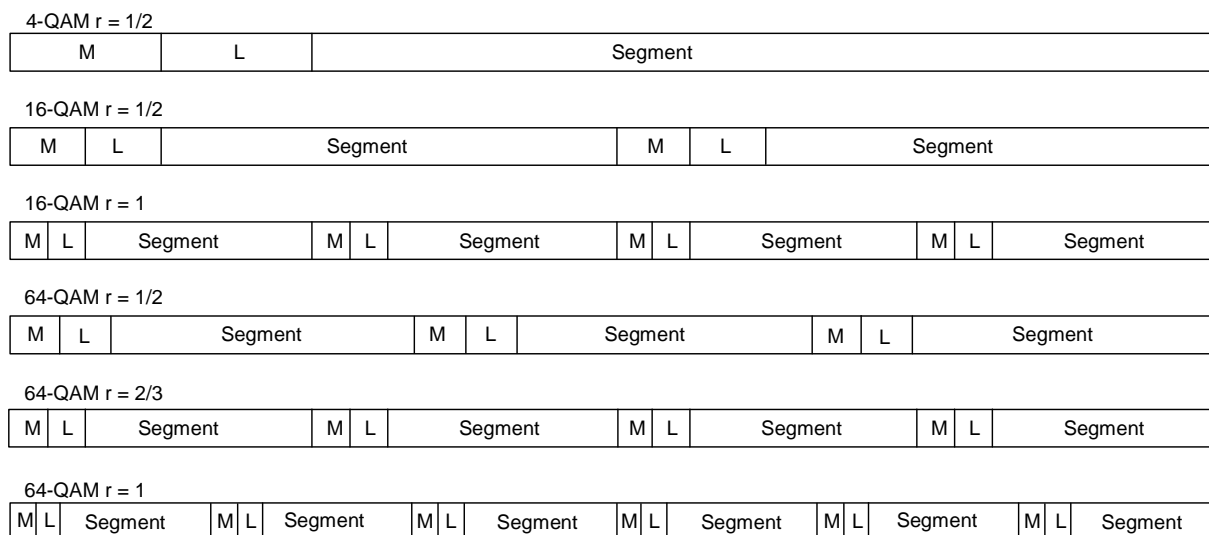 4-QAM r = 1/2
M L Segment
16-QAM r = 1/2
M L Segment M L Segment
16-QAM r = 1
M L Segment M L Segment M L Segment M L Segment
64-QAM r = 1/2
M L Segment M L Segment M L Segment
64-QAM r = 2/3
M L Segment M L Segment M L Segment M L Segment
64-QAM r = 1
M L Segment M L Segment M L Segment M L Segment M L Segment M L Segment